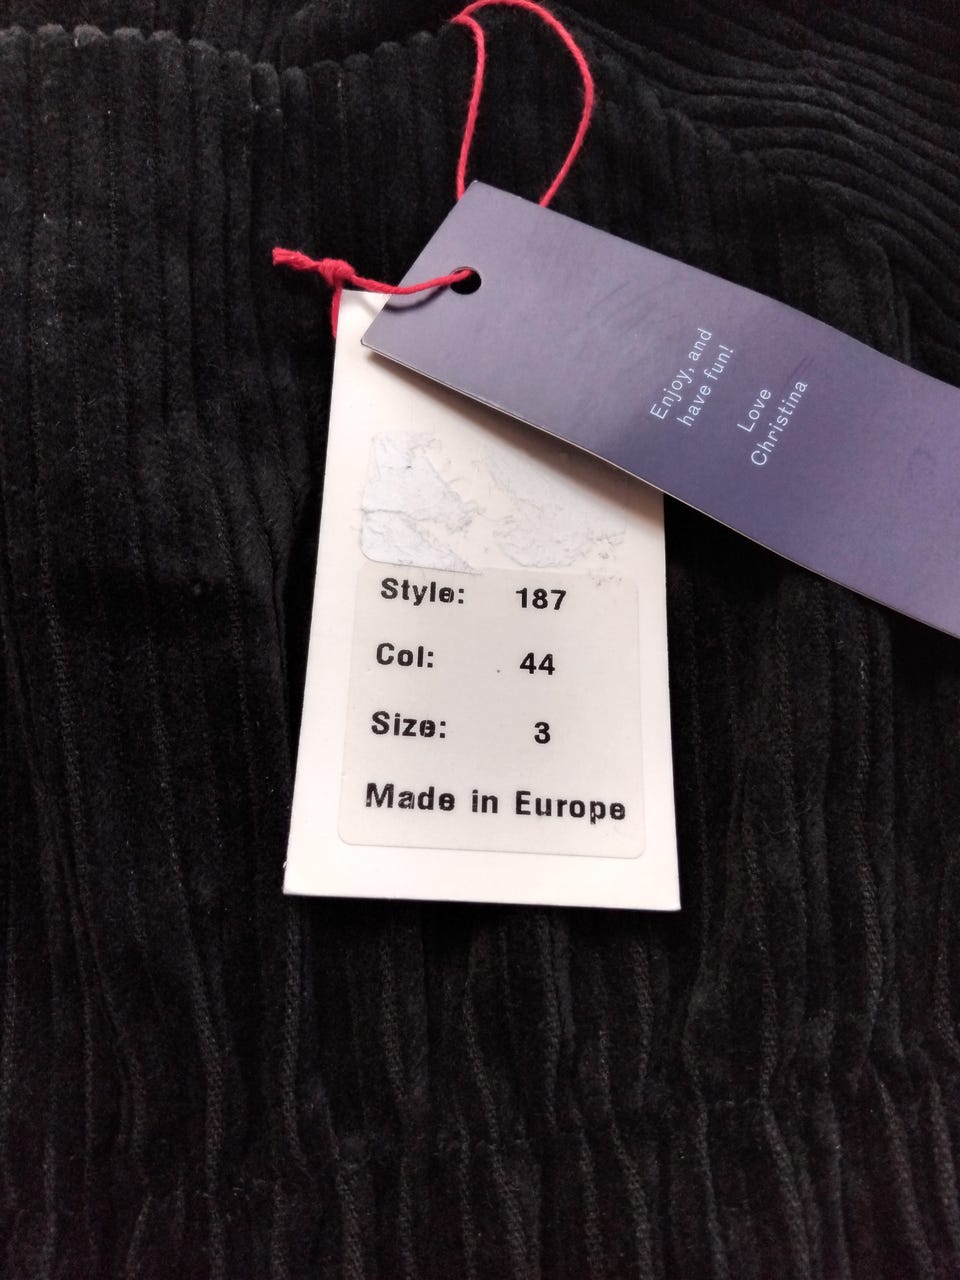 Enjoy, and
have fun!
Love
Christina
Style: 187
Col: 44
Size: 3
Made in Europe